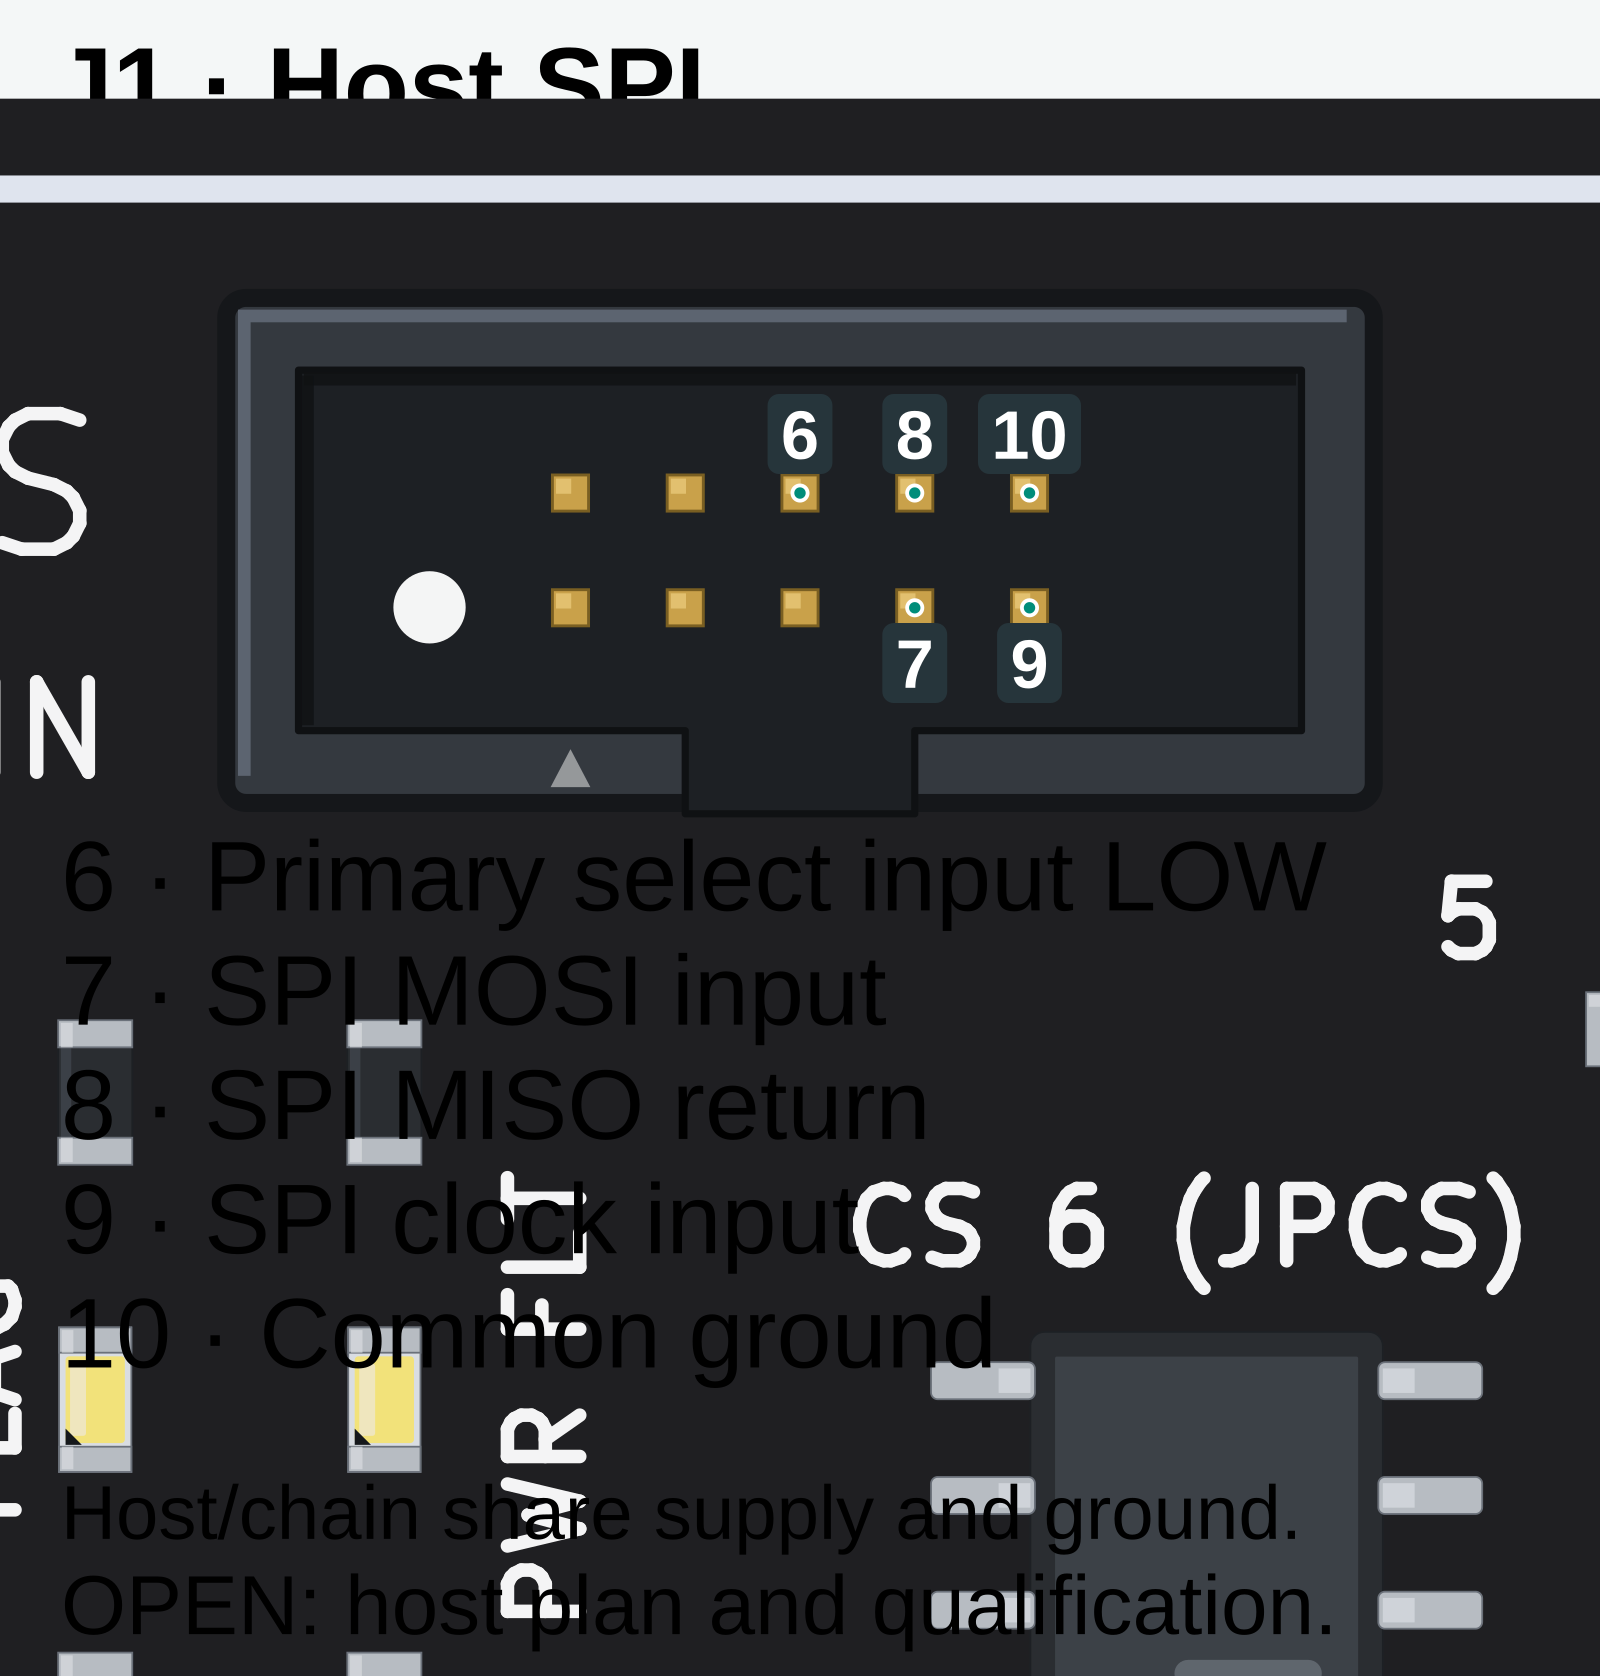 J1 · Host SPI
6 8 10
S
7 9
IN
6 · Primary select input LOW
5
7 · SPI MOSI input
8 · SPI MISO return
9 · SPI clock input
CS 6 (JPCS)
10 · Common ground
PWR FLT
Host/chain share supply and ground.
OPEN: host plan and qualification.